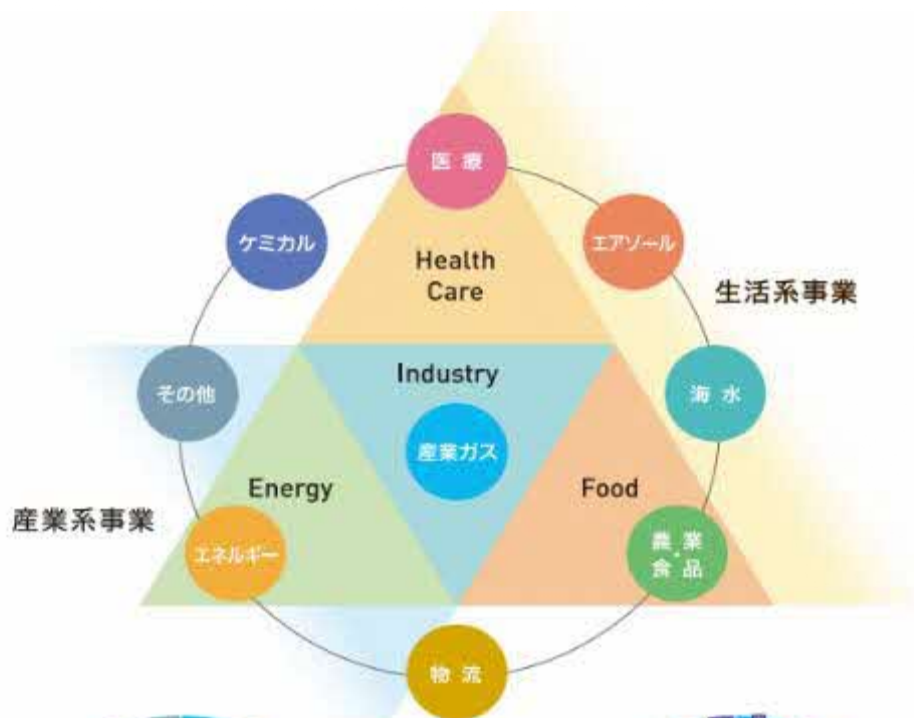 医療
ケミカル
エアゾール
Health
Care
生活系事業
Industry
その他
海水
産業ガス
Energy
Food
産業系事業
エネルギー
農業・
食品
物流